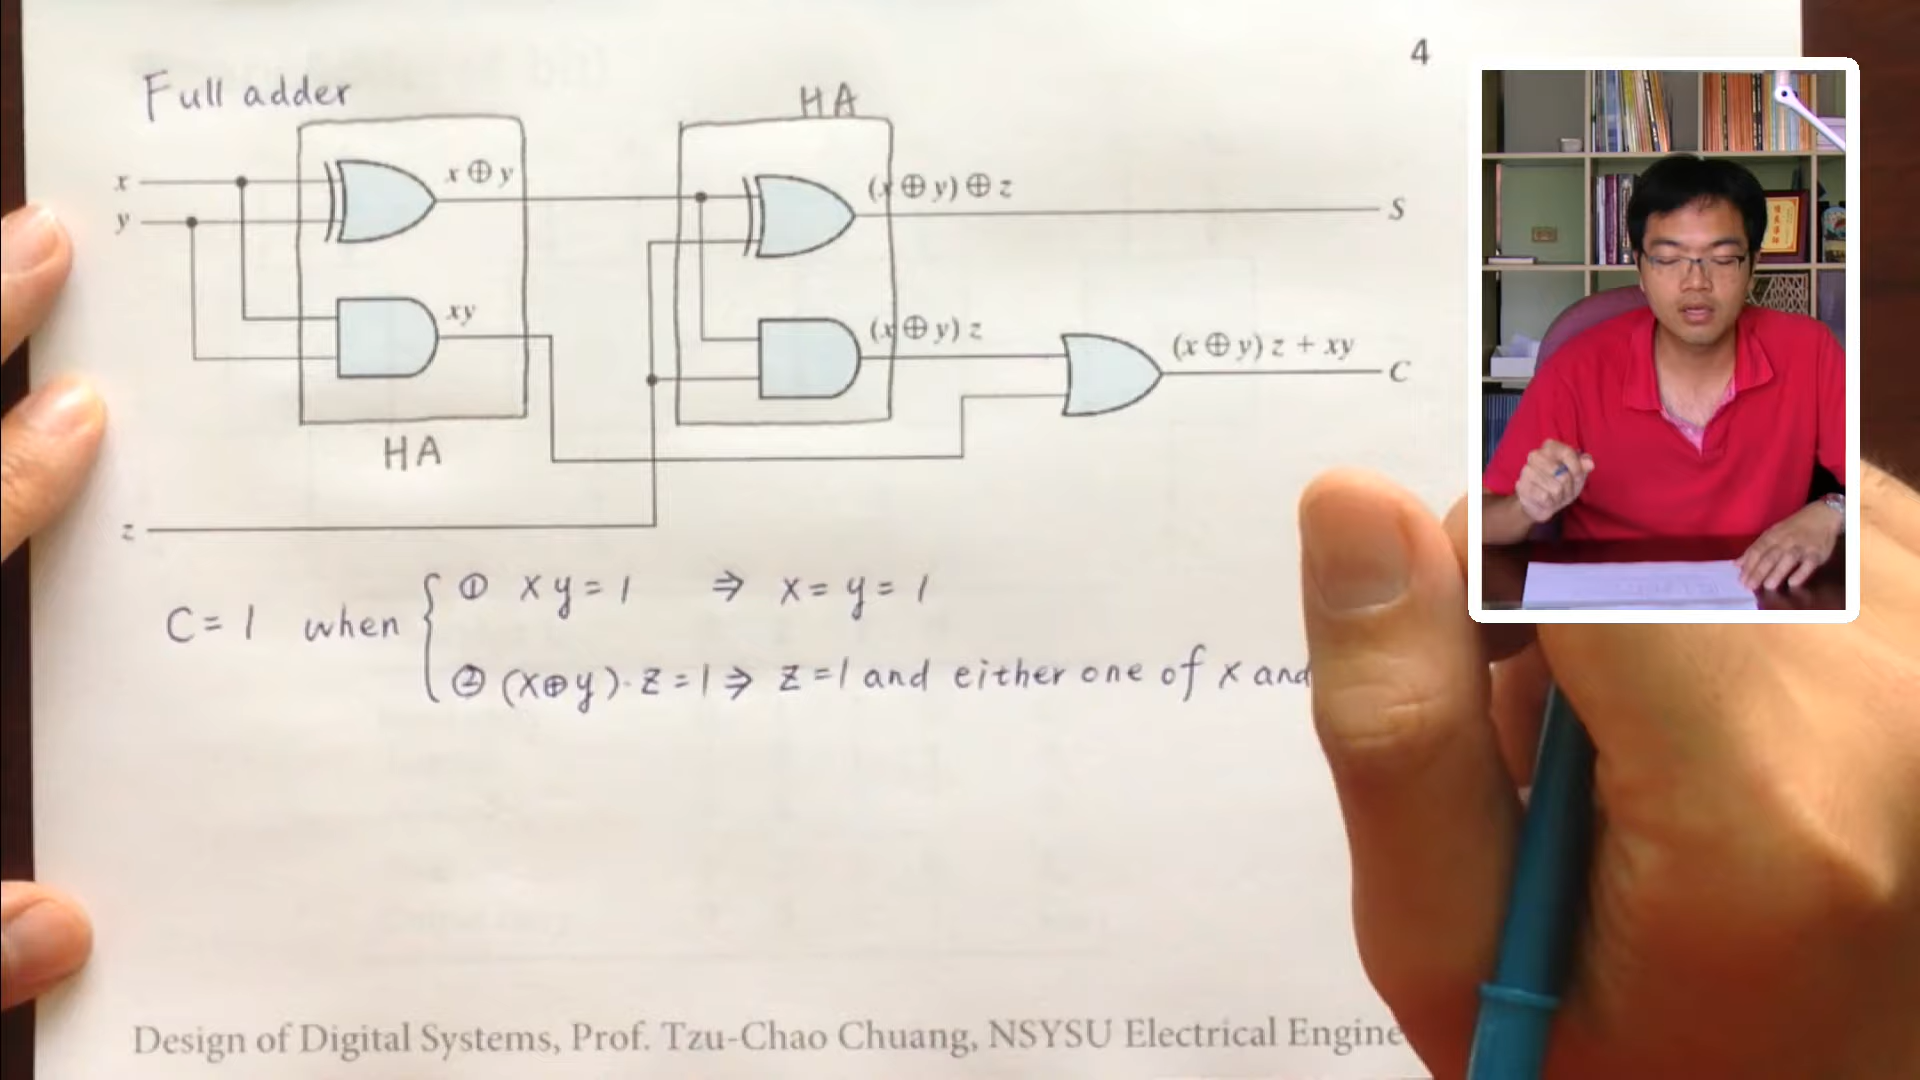 4
Full adder
HA
x
x ⊕ y
(x ⊕ y) ⊕ z
S
y
xy
(x ⊕ y) z
(x ⊕ y) z + xy
C
HA
z
C = 1 when { ① xy = 1 ⇒ x = y = 1
② (x⊕y)·z = 1 ⇒ z = 1 and either one of x and
Design of Digital Systems, Prof. Tzu-Chao Chuang, NSYSU Electrical Engine